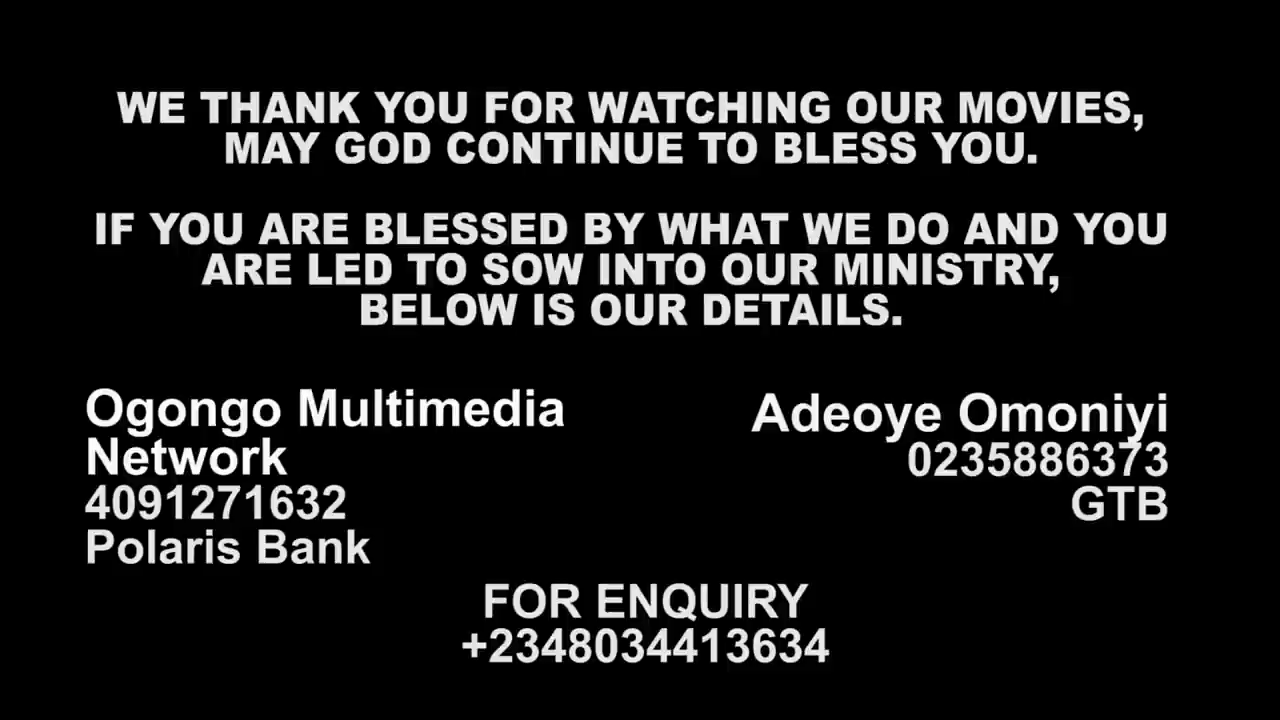 WE THANK YOU FOR WATCHING OUR MOVIES,
MAY GOD CONTINUE TO BLESS YOU.
IF YOU ARE BLESSED BY WHAT WE DO AND YOU
ARE LED TO SOW INTO OUR MINISTRY,
BELOW IS OUR DETAILS.
Ogongo Multimedia
Network
4091271632
Polaris Bank
Adeoye Omoniyi
0235886373
GTB
FOR ENQUIRY
+2348034413634